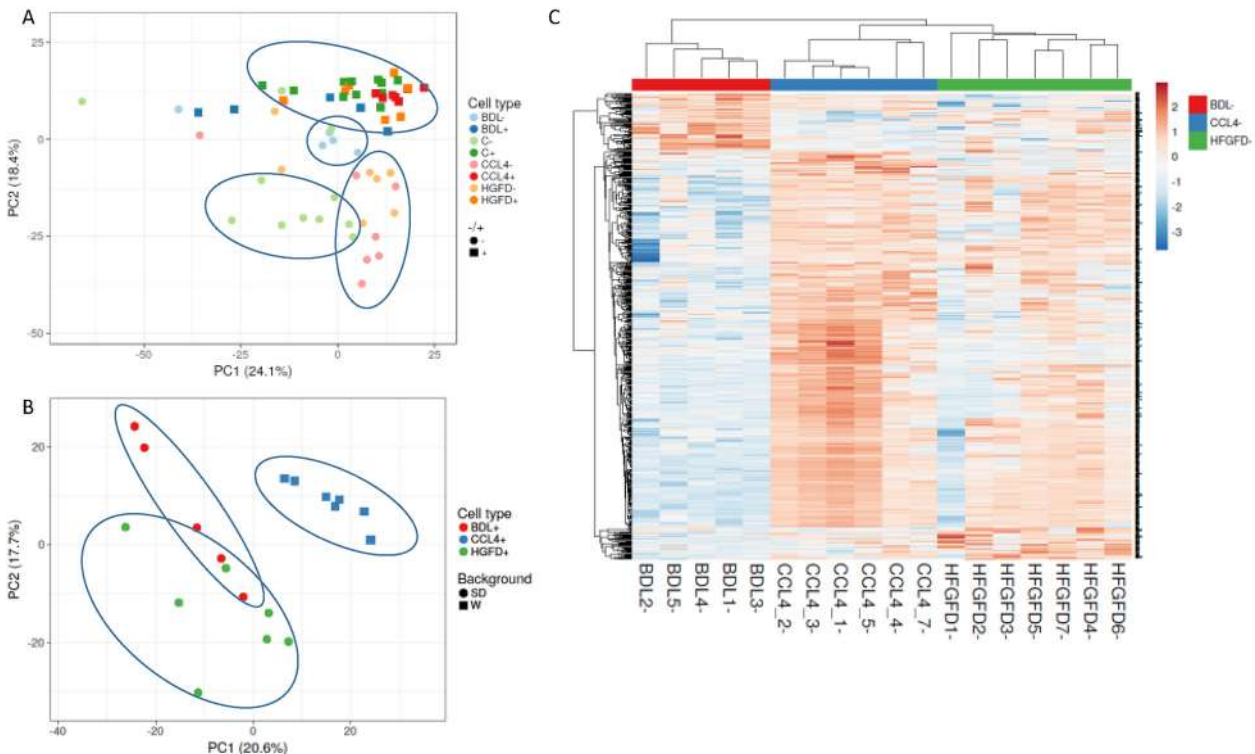 A
25
0
-25
-50
PC2 (18.4%)
-50
-25
0
25
PC1 (24.1%)
Cell type
BDL-
BDL+
C-
C+
CCL4-
CCL4+
HGFD-
HGFD+
-/+
-
+
B
20
0
-20
PC2 (17.7%)
-40
-20
0
20
PC1 (20.6%)
Cell type
BDL+
CCL4+
HGFD+
Background
SD
W
C
2
1
0
-1
-2
-3
BDL-
CCL4-
HFGFD-
BDL2-
BDL5-
BDL4-
BDL1-
BDL3-
CCL4_2-
CCL4_3-
CCL4_1-
CCL4_5-
CCL4_4-
CCL4_7-
HFGFD1-
HFGFD2-
HFGFD3-
HFGFD5-
HFGFD7-
HFGFD4-
HFGFD6-